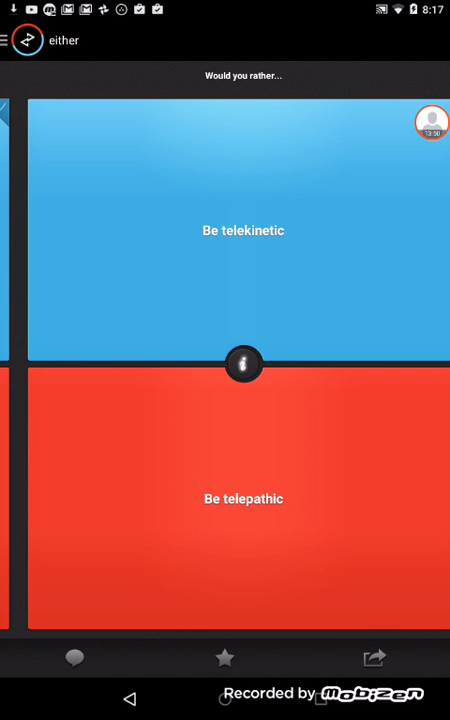 8:17
either
Would you rather...
13:50
Be telekinetic
i
Be telepathic
Recorded by Mobizen